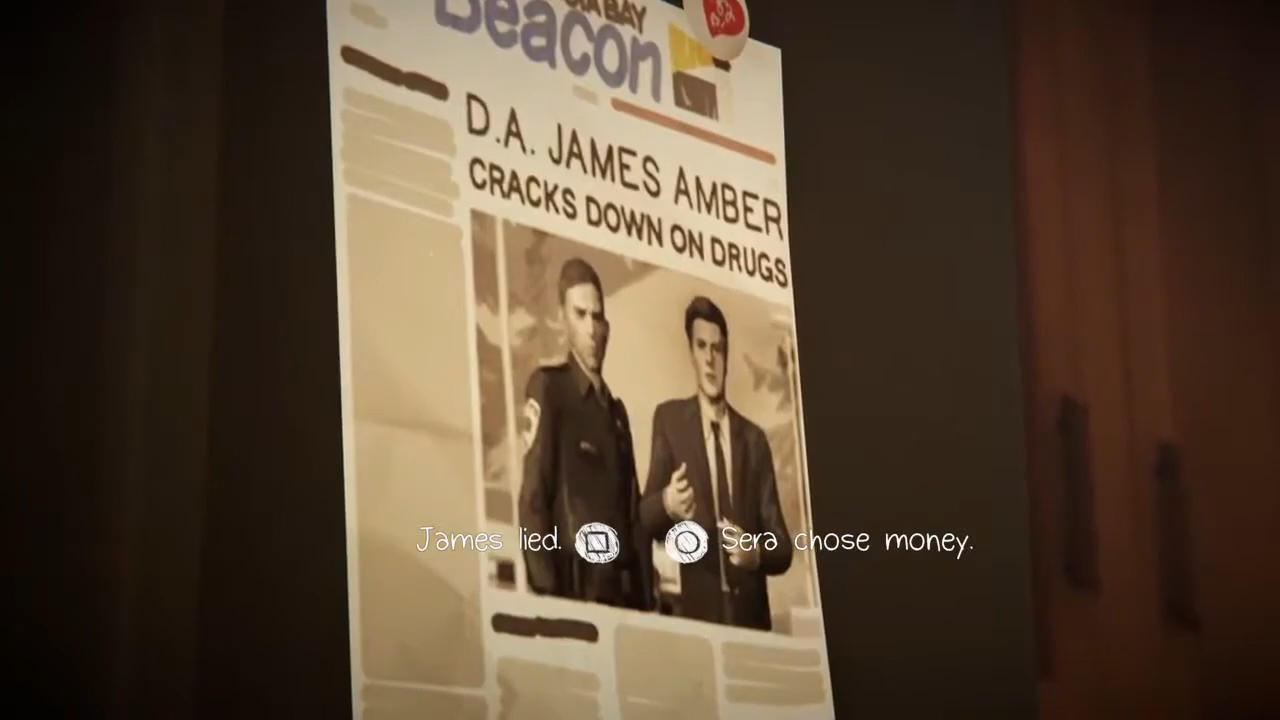 Beacon
D.A. JAMES AMBER
CRACKS DOWN ON DRUGS
James lied.
Sera chose money.